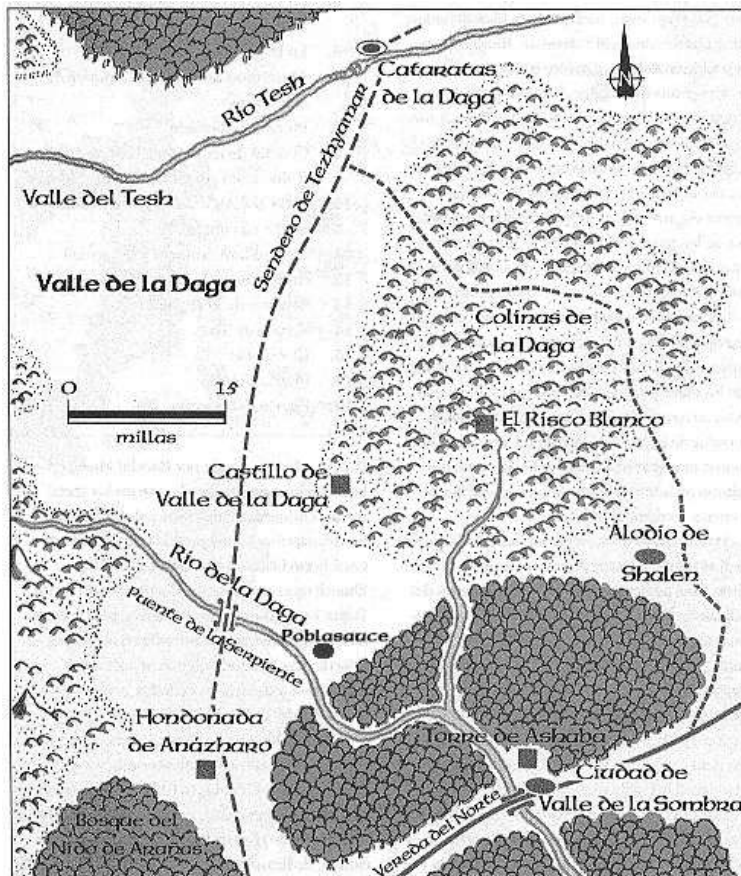 Cataratas
de la Daga
N
Río Tesh
Sendero de Tezhyamar
Valle del Tesh
Valle de la Daga
Colinas de
la Daga
0 15
millas
El Risco Blanco
Castillo de
Valle de la Daga
Alodio de
Shalen
Río de la Daga
Puente de la Serpiente
Poblasauce
Hondonada
de Anázharo
Torre de Ashaba
Ciudad de
Valle de la Sombra
Vereda del Norte
Bosque del
Nido de Arañas